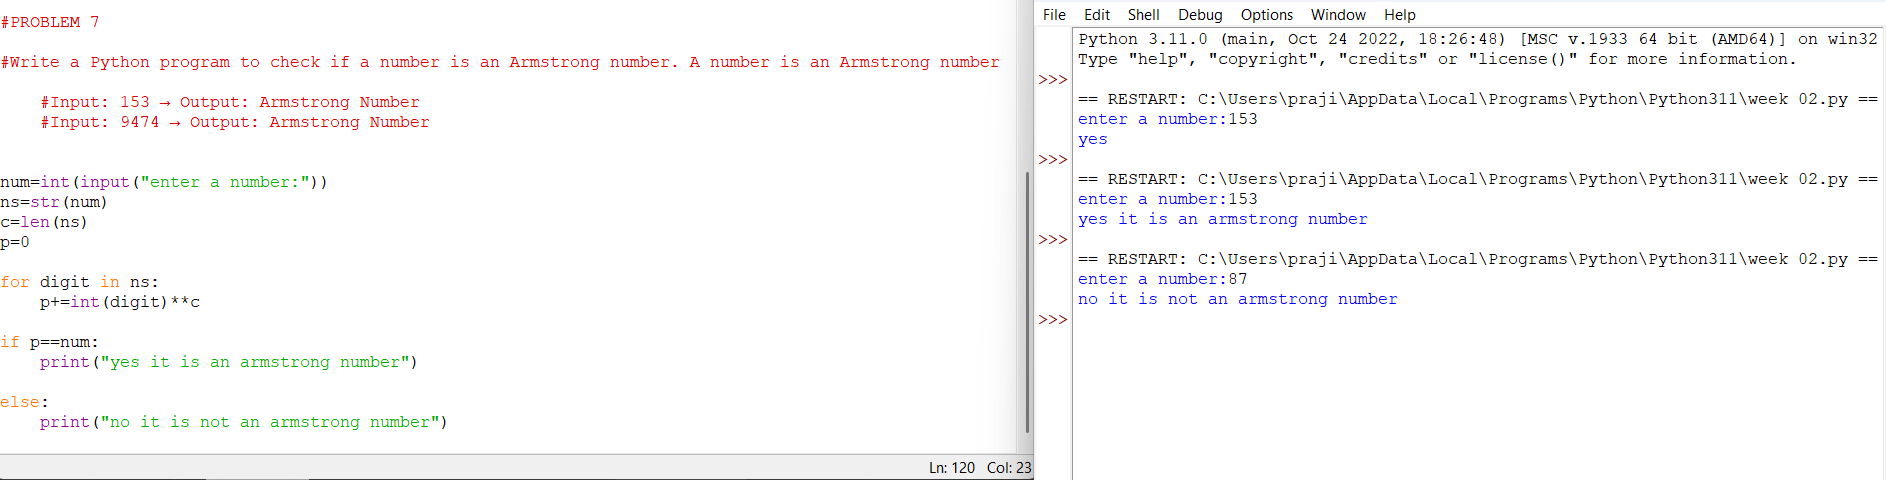 #PROBLEM 7
#Write a Python program to check if a number is an Armstrong number. A number is an Armstrong number
#Input: 153 → Output: Armstrong Number
#Input: 9474 → Output: Armstrong Number
num=int(input("enter a number:"))
ns=str(num)
c=len(ns)
p=0
for digit in ns:
p+=int(digit)**c
if p==num:
print("yes it is an armstrong number")
else:
print("no it is not an armstrong number")
Ln: 120 Col: 23
File Edit Shell Debug Options Window Help
Python 3.11.0 (main, Oct 24 2022, 18:26:48) [MSC v.1933 64 bit (AMD64)] on win32
Type "help", "copyright", "credits" or "license()" for more information.
>>>
== RESTART: C:\Users\praji\AppData\Local\Programs\Python\Python311\week 02.py ==
enter a number:153
yes
>>>
== RESTART: C:\Users\praji\AppData\Local\Programs\Python\Python311\week 02.py ==
enter a number:153
yes it is an armstrong number
>>>
== RESTART: C:\Users\praji\AppData\Local\Programs\Python\Python311\week 02.py ==
enter a number:87
no it is not an armstrong number
>>>